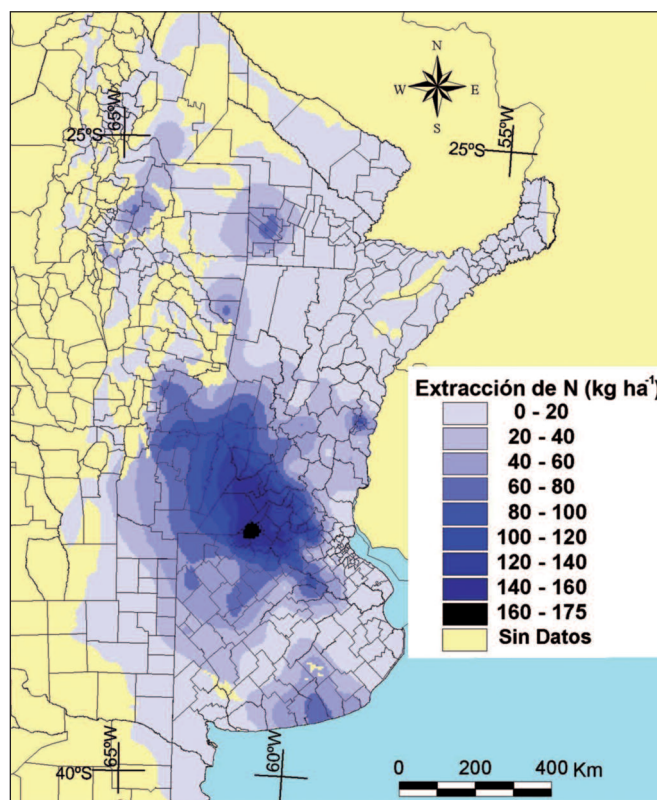 N
W E
S
65ºW
25ºS
55ºW
25ºS
Extracción de N (kg ha⁻¹)
0 - 20
20 - 40
40 - 60
60 - 80
80 - 100
100 - 120
120 - 140
140 - 160
160 - 175
Sin Datos
65ºW
60ºW
40ºS
0 200 400 Km